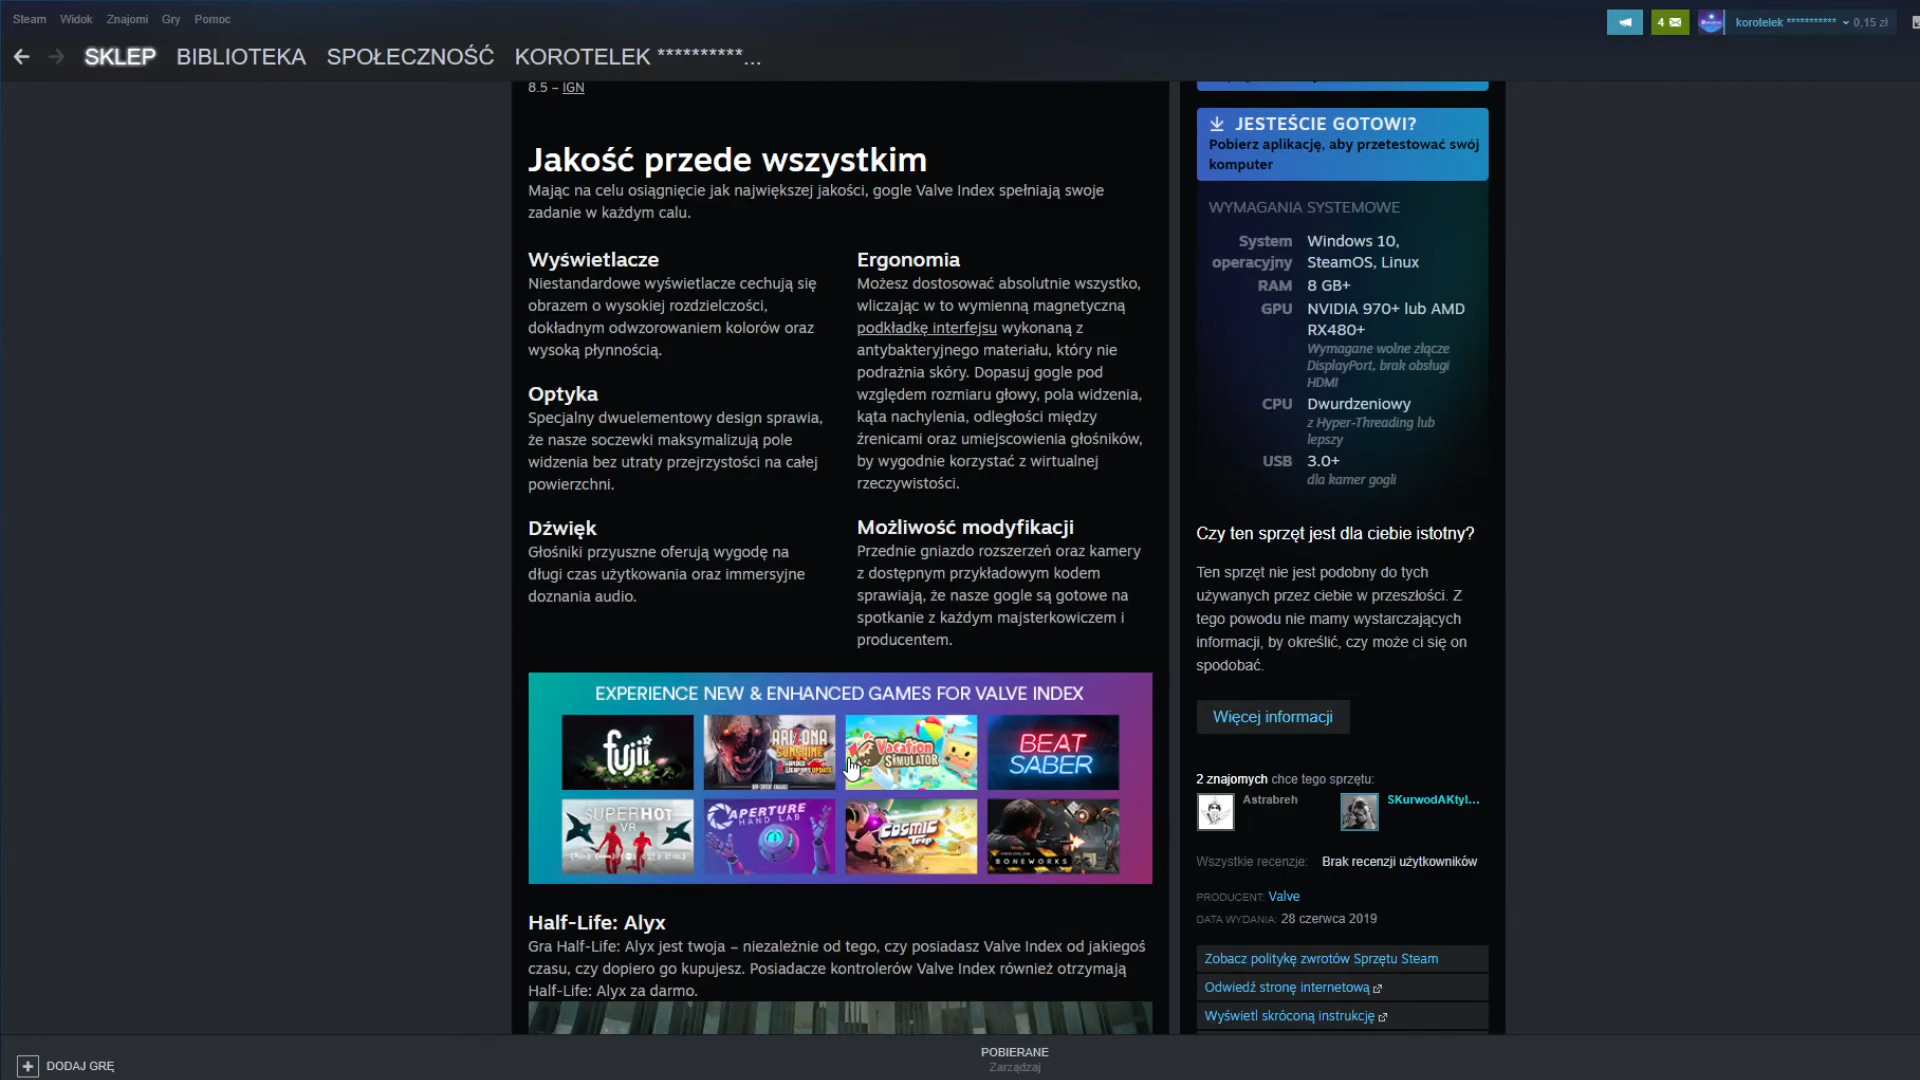 Steam Widok Znajomi Gry Pomoc
4
korotelek *********** 0,15 zł
SKLEP BIBLIOTEKA SPOŁECZNOŚĆ KOROTELEK **********...
8.5 – IGN
Jakość przede wszystkim
Mając na celu osiągnięcie jak największej jakości, gogle Valve Index spełniają swoje
zadanie w każdym calu.
Wyświetlacze
Niestandardowe wyświetlacze cechują się
obrazem o wysokiej rozdzielczości,
dokładnym odwzorowaniem kolorów oraz
wysoką płynnością.
Optyka
Specjalny dwuelementowy design sprawia,
że nasze soczewki maksymalizują pole
widzenia bez utraty przejrzystości na całej
powierzchni.
Dźwięk
Głośniki przyuszne oferują wygodę na
długi czas użytkowania oraz immersyjne
doznania audio.
Ergonomia
Możesz dostosować absolutnie wszystko,
wliczając w to wymienną magnetyczną
podkładkę interfejsu wykonaną z
antybakteryjnego materiału, który nie
podrażnia skóry. Dopasuj gogle pod
względem rozmiaru głowy, pola widzenia,
kąta nachylenia, odległości między
źrenicami oraz umiejscowienia głośników,
by wygodnie korzystać z wirtualnej
rzeczywistości.
Możliwość modyfikacji
Przednie gniazdo rozszerzeń oraz kamery
z dostępnym przykładowym kodem
sprawiają, że nasze gogle są gotowe na
spotkanie z każdym majsterkowiczem i
producentem.
EXPERIENCE NEW & ENHANCED GAMES FOR VALVE INDEX
fujii
ARIZONA
SUNSHINE
Vacation
SIMULATOR
BEAT
SABER
SUPERHOT
VR
APERTURE
HAND LAB
COSMIC
Trip
BONEWORKS
Half-Life: Alyx
Gra Half-Life: Alyx jest twoja – niezależnie od tego, czy posiadasz Valve Index od jakiegoś
czasu, czy dopiero go kupujesz. Posiadacze kontrolerów Valve Index również otrzymają
Half-Life: Alyx za darmo.
JESTEŚCIE GOTOWI?
Pobierz aplikację, aby przetestować swój
komputer
WYMAGANIA SYSTEMOWE
System Windows 10,
operacyjny SteamOS, Linux
RAM 8 GB+
GPU NVIDIA 970+ lub AMD
RX480+
Wymagane wolne złącze
DisplayPort, brak obsługi
HDMI
CPU Dwurdzeniowy
z Hyper-Threading lub
lepszy
USB 3.0+
dla kamer gogli
Czy ten sprzęt jest dla ciebie istotny?
Ten sprzęt nie jest podobny do tych
używanych przez ciebie w przeszłości. Z
tego powodu nie mamy wystarczających
informacji, by określić, czy może ci się on
spodobać.
Więcej informacji
2 znajomych chce tego sprzętu:
Astrabreh SKurwodAKtyl...
Wszystkie recenzje: Brak recenzji użytkowników
PRODUCENT: Valve
DATA WYDANIA: 28 czerwca 2019
Zobacz politykę zwrotów Sprzętu Steam
Odwiedź stronę internetową
Wyświetl skróconą instrukcję
DODAJ GRĘ
POBIERANE
Zarządzaj